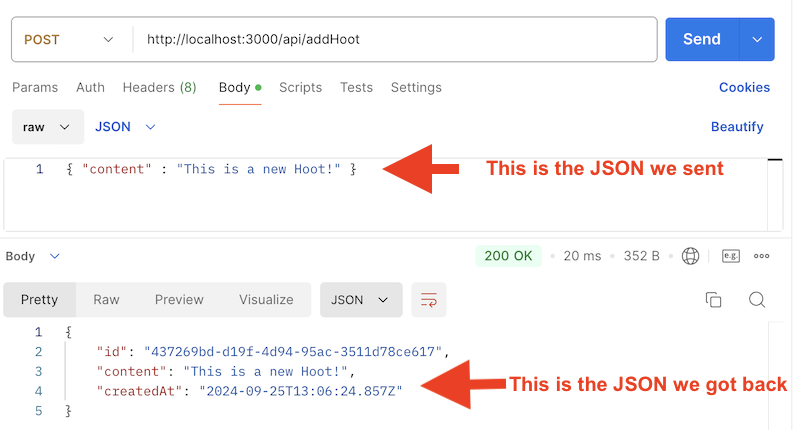 POST http://localhost:3000/api/addHoot Send
Params Auth Headers (8) Body Scripts Tests Settings Cookies
raw JSON Beautify
1 { "content" : "This is a new Hoot!" } This is the JSON we sent
Body 200 OK 20 ms 352 B e.g.
Pretty Raw Preview Visualize JSON
1 {
2 "id": "437269bd-d19f-4d94-95ac-3511d78ce617",
3 "content": "This is a new Hoot!",
4 "createdAt": "2024-09-25T13:06:24.857Z" This is the JSON we got back
5 }